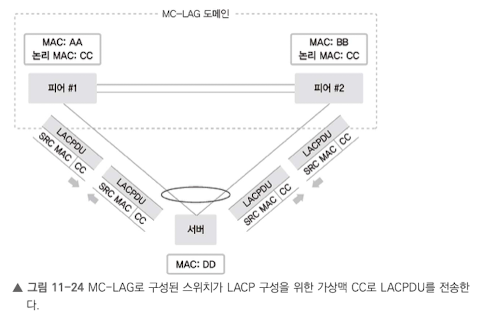 MC-LAG 도메인
MAC: AA
논리 MAC: CC
MAC: BB
논리 MAC: CC
피어 #1
피어 #2
LACPDU
SRC MAC CC
LACPDU
SRC MAC CC
LACPDU
SRC MAC CC
LACPDU
SRC MAC CC
서버
MAC: DD
▲ 그림 11-24 MC-LAG로 구성된 스위치가 LACP 구성을 위한 가상맥 CC로 LACPDU를 전송한
다.